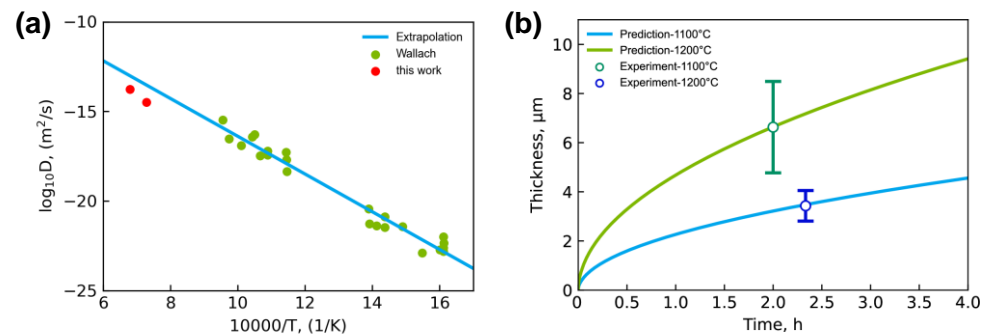 (a)
log₁₀D, (m²/s)
−10
−15
−20
−25
6
8
10
12
14
16
10000/T, (1/K)
Extrapolation
Wallach
this work
(b)
Thickness, μm
10
8
6
4
2
0
0
0.5
1.0
1.5
2.0
2.5
3.0
3.5
4.0
Time, h
Prediction-1100°C
Prediction-1200°C
Experiment-1100°C
Experiment-1200°C